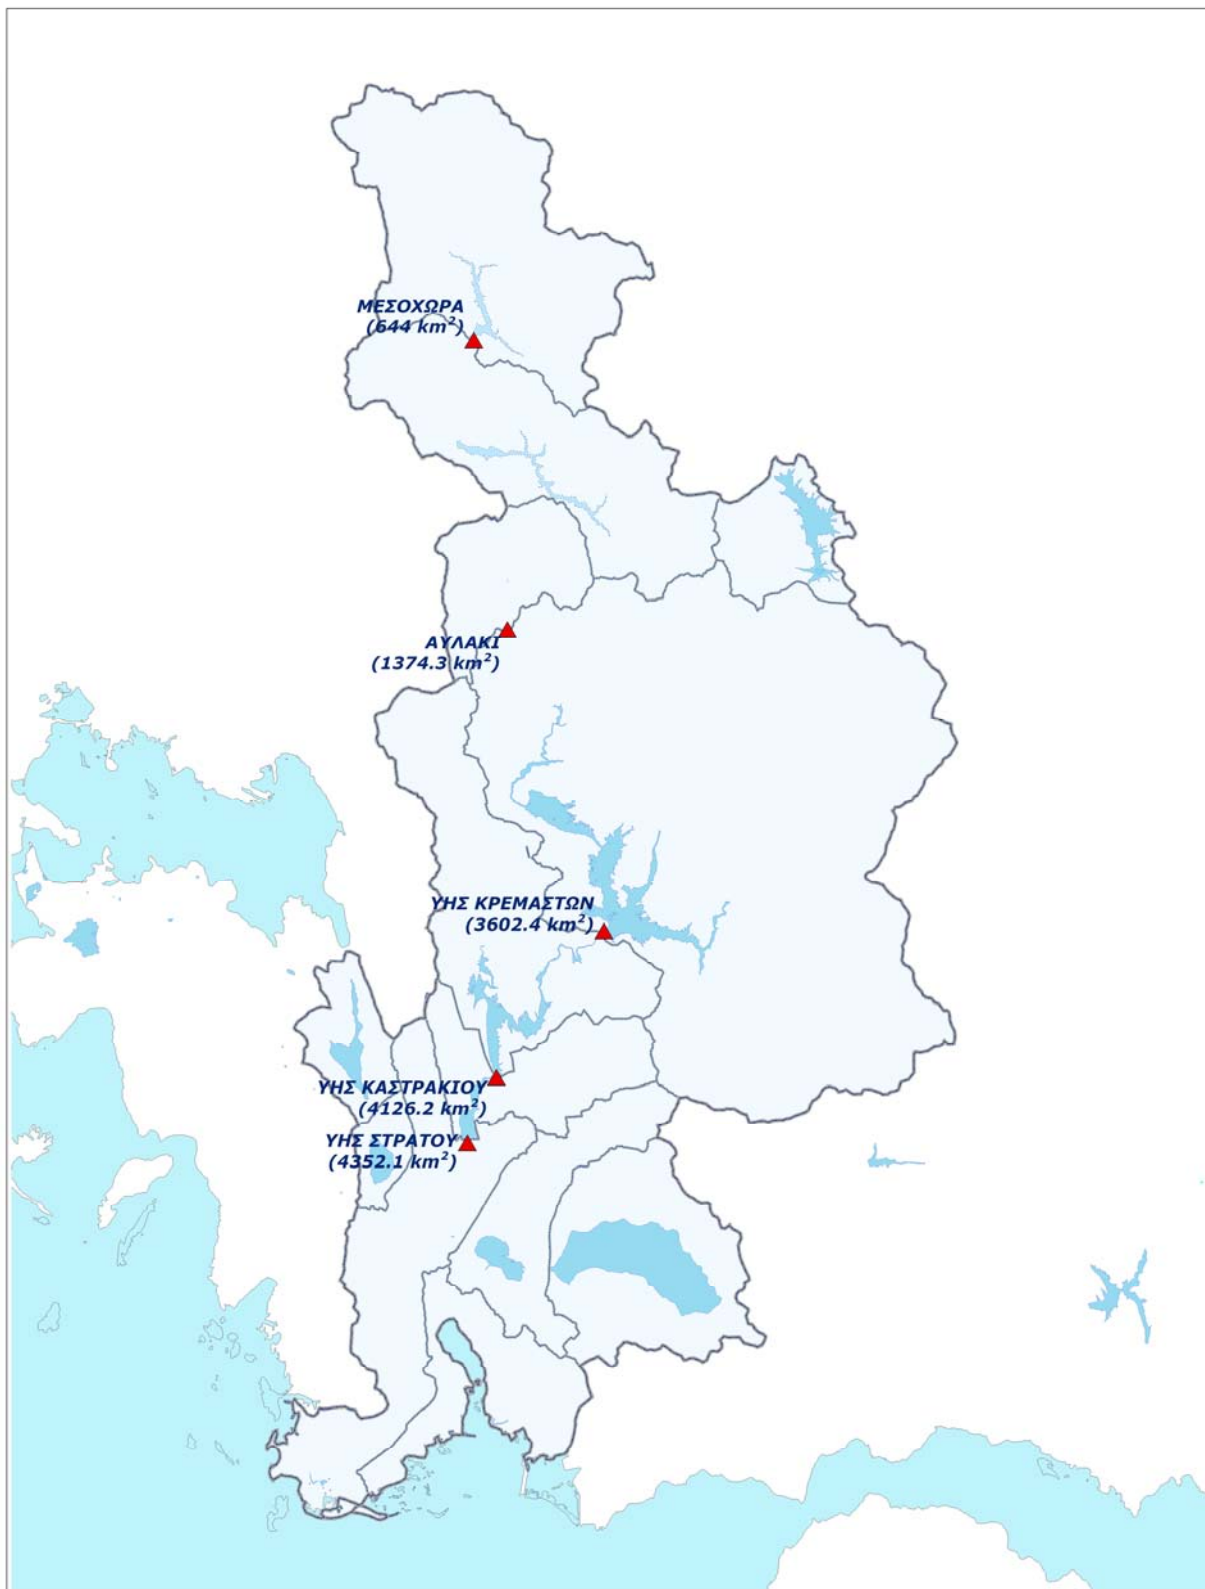 ΜΕΣΟΧΩΡΑ
(644 km²)
ΑΥΛΑΚΙ
(1374.3 km²)
ΥΗΣ ΚΡΕΜΑΣΤΩΝ
(3602.4 km²)
ΥΗΣ ΚΑΣΤΡΑΚΙΟΥ
(4126.2 km²)
ΥΗΣ ΣΤΡΑΤΟΥ
(4352.1 km²)